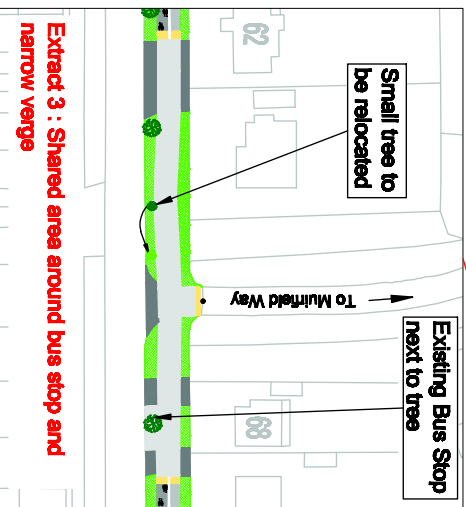 62
Small tree to
be relocated
To Muirfield Way
Existing Bus Stop
next to tree
68
Extract 3 : Shared area around bus stop and
narrow verge